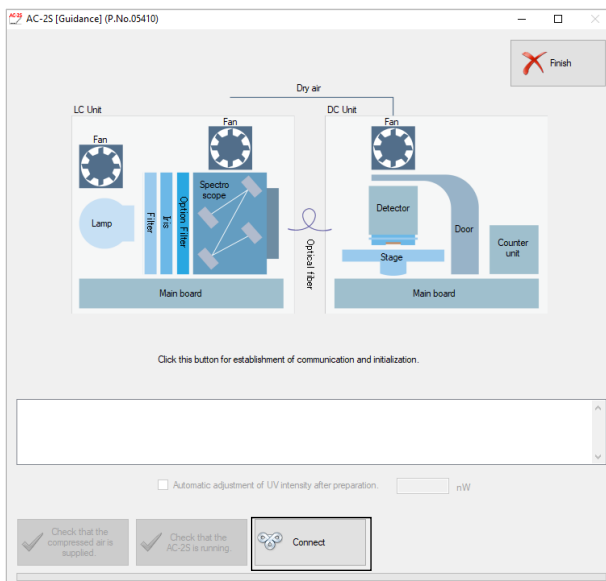 AC-2S
AC-2S [Guidance] (P.No.05410)
Finish
Dry air
LC Unit
DC Unit
Fan
Fan
Fan
Spectro
scope
Lamp
Filter
Iris
Option Filter
Optical fiber
Detector
Door
Counter
unit
Stage
Main board
Main board
Click this button for establishment of communication and initialization.
Automatic adjustment of UV intensity after preparation.
nW
Check that the
compressed air is
supplied.
Check that the
AC-2S is running.
Connect